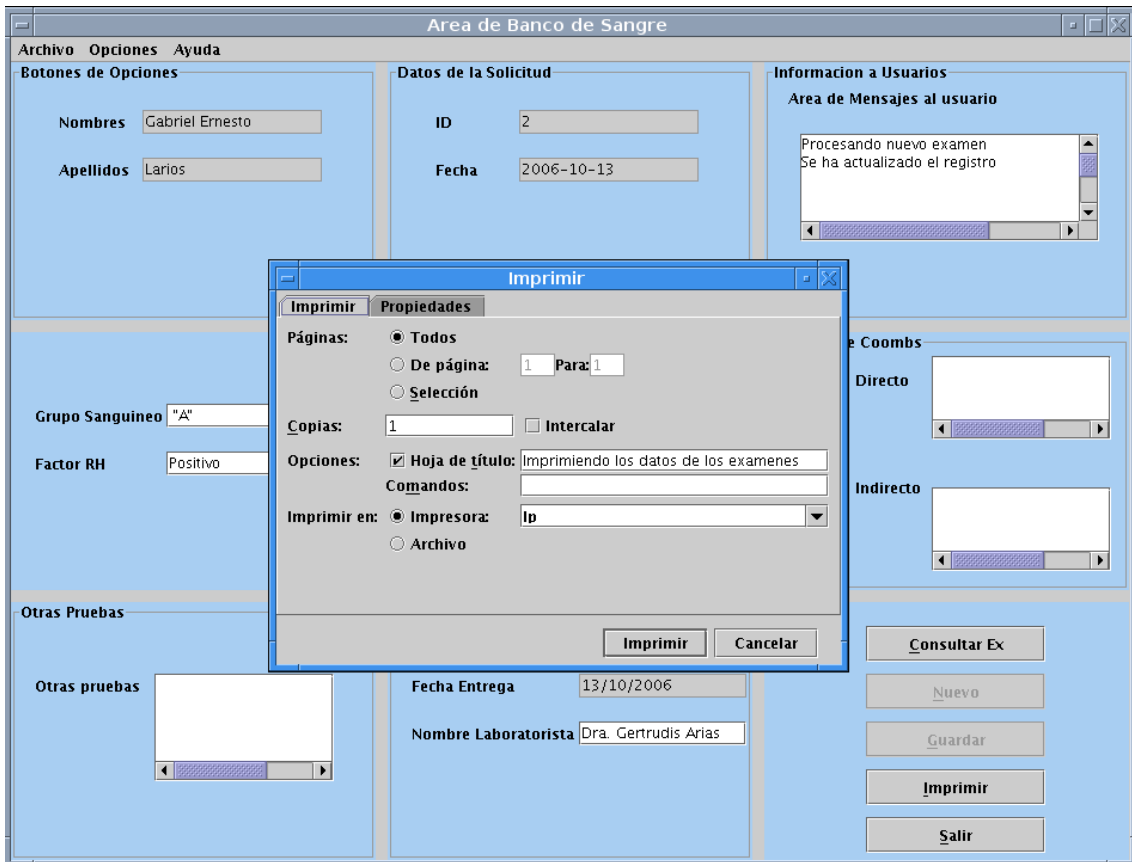 Area de Banco de Sangre
Archivo Opciones Ayuda
Botones de Opciones
Nombres Gabriel Ernesto
Apellidos Larios
Datos de la Solicitud
ID 2
Fecha 2006-10-13
Informacion a Usuarios
Area de Mensajes al usuario
Procesando nuevo examen
Se ha actualizado el registro
Grupo Sanguineo "A"
Factor RH Positivo
Imprimir
Imprimir Propiedades
Páginas: Todos
De página: 1 Para: 1
Selección
Copias: 1 Intercalar
Opciones: Hoja de título: Imprimiendo los datos de los examenes
Comandos:
Imprimir en: Impresora: lp
Archivo
Imprimir Cancelar
e Coombs
Directo
Indirecto
Otras Pruebas
Otras pruebas
Fecha Entrega 13/10/2006
Nombre Laboratorista Dra. Gertrudis Arias
Consultar Ex
Nuevo
Guardar
Imprimir
Salir